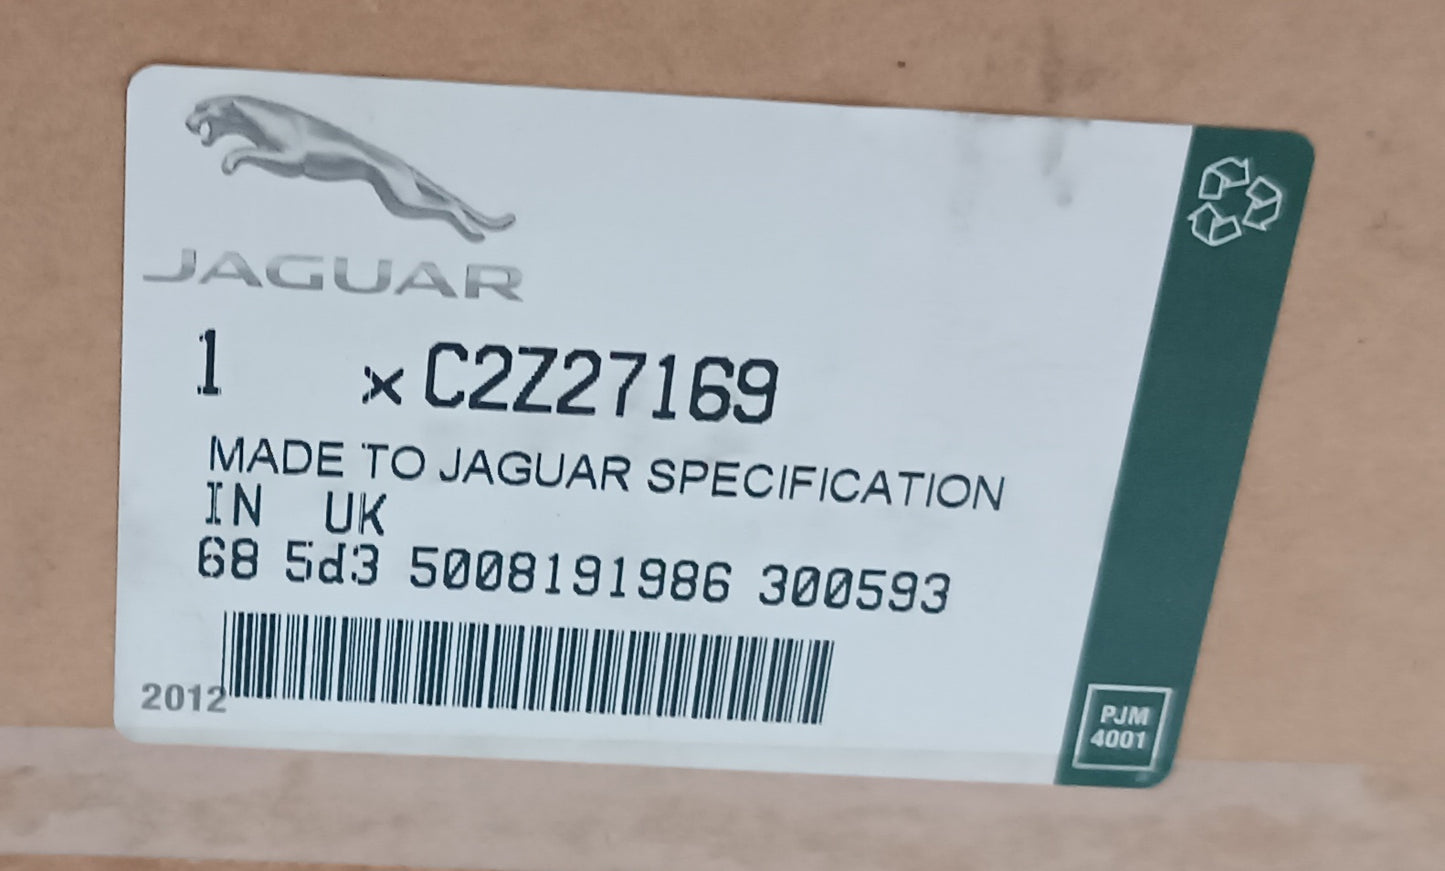 JAGUAR
1 x C2Z27169
MADE TO JAGUAR SPECIFICATION
IN UK
68 5d3 5008191986 300593
2012
PJM
4001